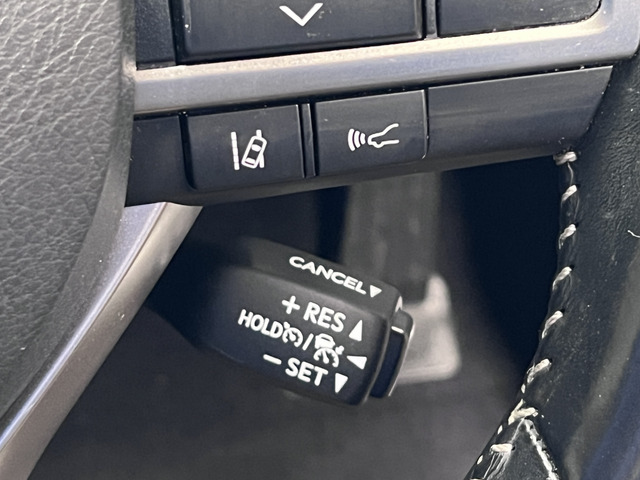 CANCEL▼
+ RES ▲
HOLD / ◄
− SET ▼